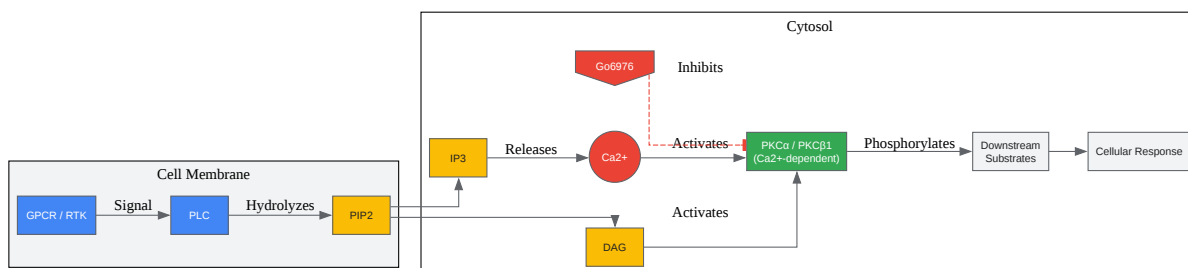 Cytosol
Go6976
Inhibits
IP3
Releases
Ca2+
Activates
PKCα / PKCβ1
(Ca2+-dependent)
Phosphorylates
Downstream
Substrates
Cellular Response
Cell Membrane
GPCR / RTK
Signal
PLC
Hydrolyzes
PIP2
Activates
DAG